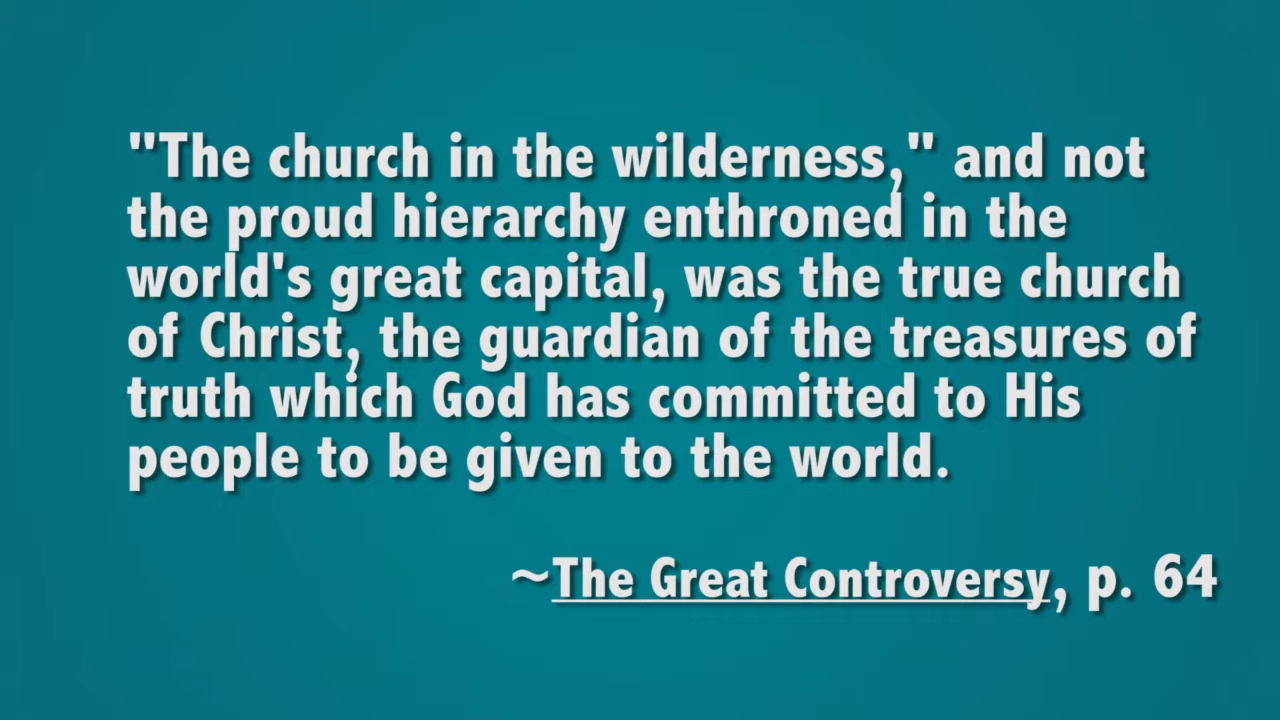 "The church in the wilderness," and not
the proud hierarchy enthroned in the
world's great capital, was the true church
of Christ, the guardian of the treasures of
truth which God has committed to His
people to be given to the world.
~The Great Controversy, p. 64